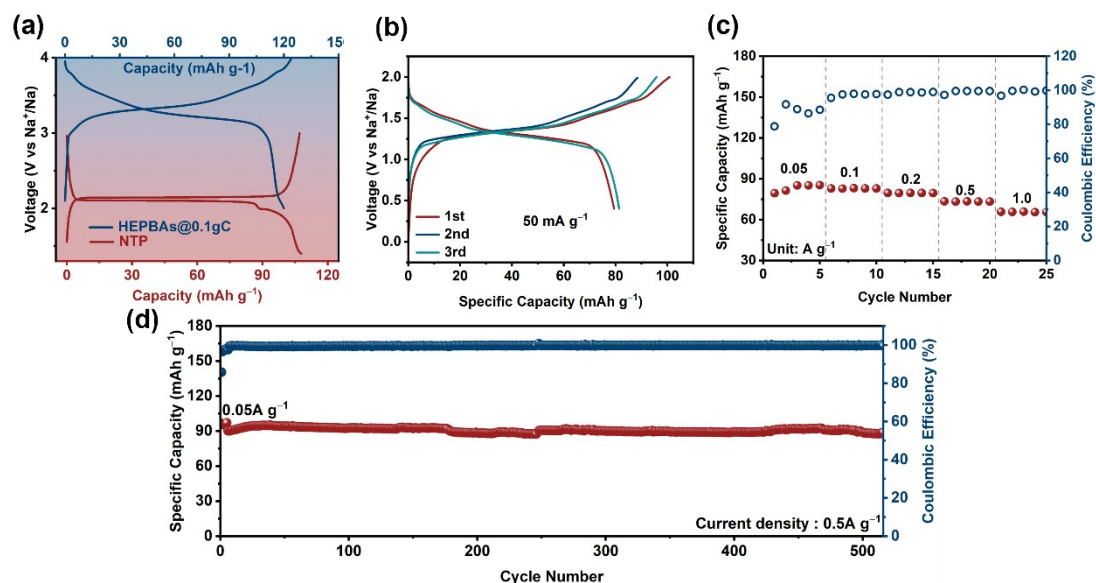 (a)
0 30 60 90 120 150
Capacity (mAh g-1)
4
2
Voltage (V vs Na⁺/Na)
HEPBAs@0.1gC
NTP
0 30 60 90 120
Capacity (mAh g⁻¹)
(b)
2.5
2.0
1.5
1.0
0.5
0.0
Voltage (V vs Na⁺/Na)
1st
2nd
3rd
50 mA g⁻¹
0 20 40 60 80 100
Specific Capacity (mAh g⁻¹)
(c)
180
150
120
90
60
30
Specific Capacity (mAh g⁻¹)
0.05 0.1 0.2 0.5 1.0
Unit: A g⁻¹
0 5 10 15 20 25
Cycle Number
120
100
80
60
40
20
0
Coulombic Efficiency (%)
(d)
180
150
120
90
60
30
0
Specific Capacity (mAh g⁻¹)
0.05A g⁻¹
Current density : 0.5A g⁻¹
0 100 200 300 400 500
Cycle Number
100
80
60
40
20
0
Coulombic Efficiency (%)